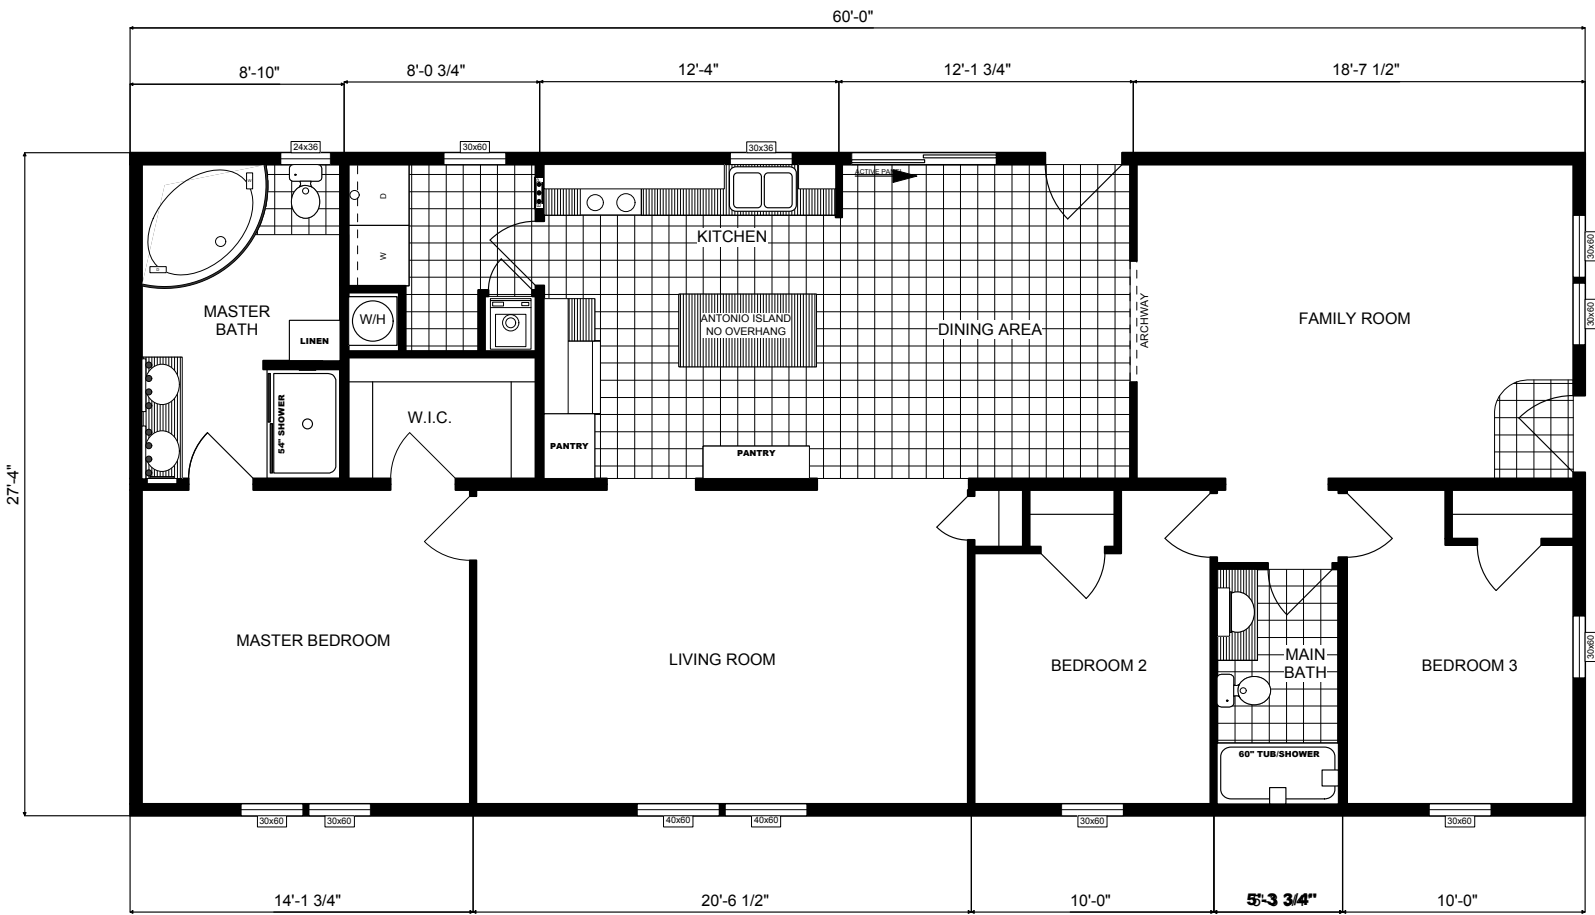 60'-0"
8'-10"
8'-0 3/4"
12'-4"
12'-1 3/4"
18'-7 1/2"
24x36
30x60
30x36
ACTIVE PANEL
D
W
KITCHEN
30x60
30x60
MASTER
BATH
LINEN
W/H
ANTONIO ISLAND
NO OVERHANG
DINING AREA
ARCHWAY
FAMILY ROOM
54" SHOWER
W.I.C.
PANTRY
PANTRY
27'-4"
MASTER BEDROOM
LIVING ROOM
BEDROOM 2
MAIN
BATH
BEDROOM 3
30x60
60" TUB/SHOWER
30x60
30x60
40x60
40x60
30x60
30x60
14'-1 3/4"
20'-6 1/2"
10'-0"
5'-3 3/4"
10'-0"